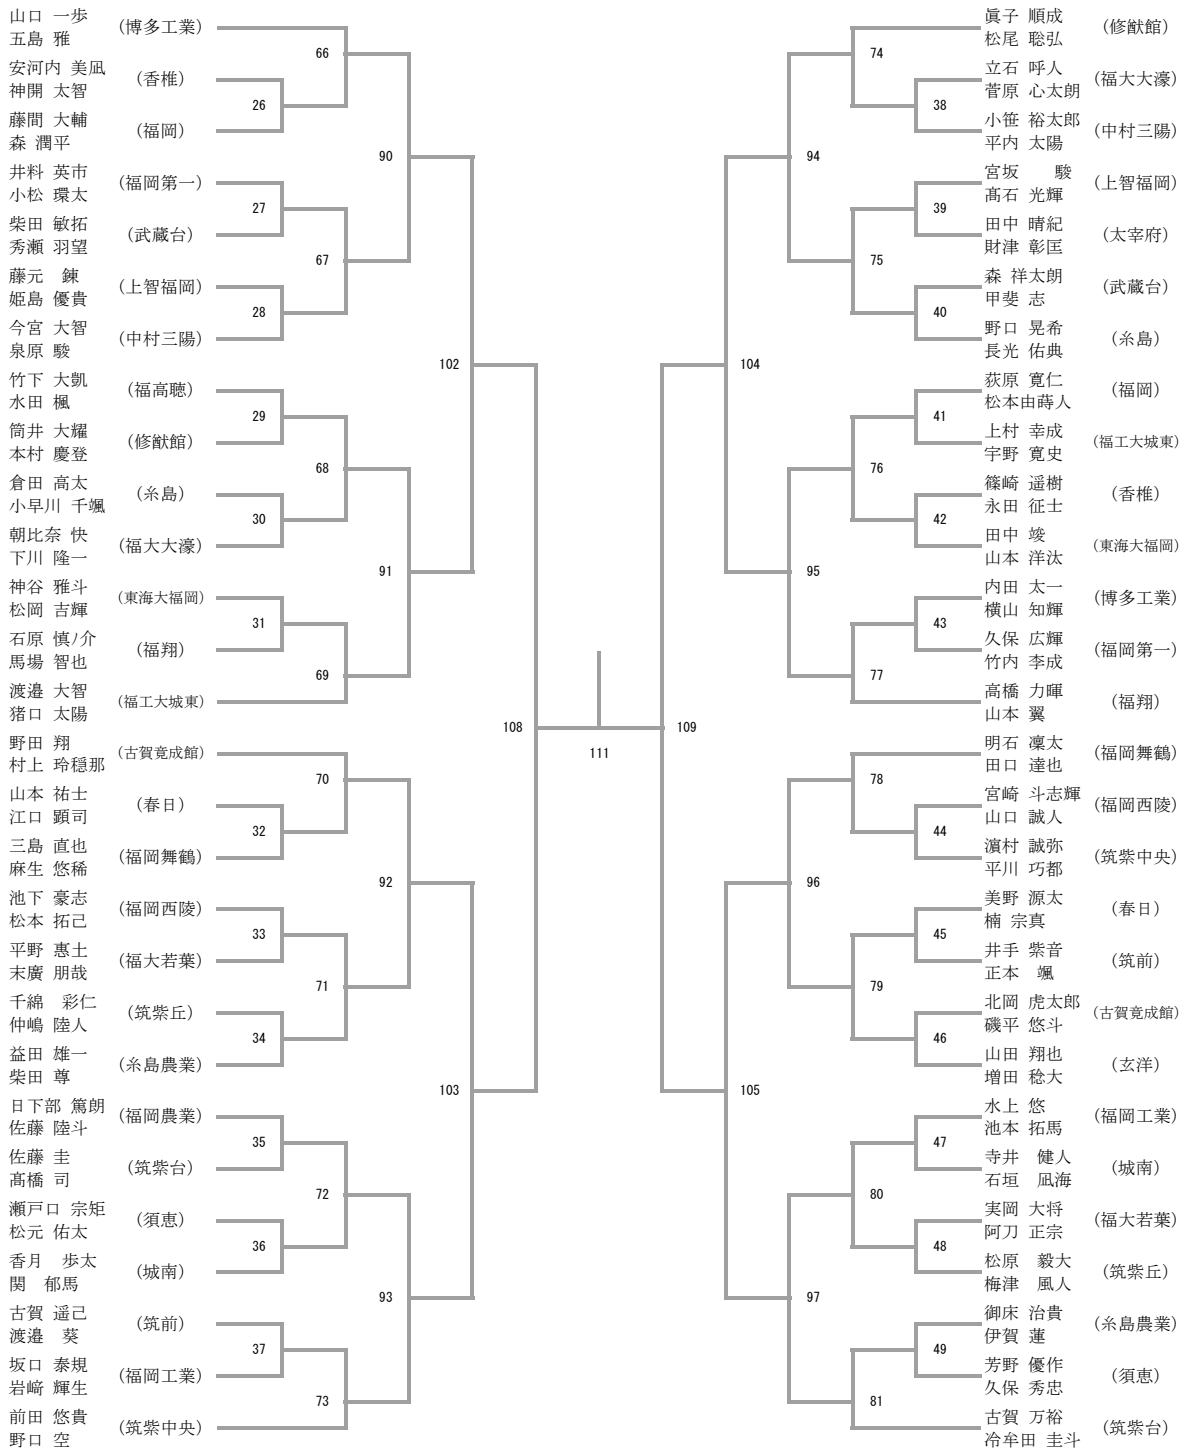 山口 一歩
五島 雅
(博多工業)
安河内 美凪
神開 太智
(香椎)
藤間 大輔
森 潤平
(福岡)
井料 英市
小松 環太
(福岡第一)
柴田 敏拓
秀瀬 羽望
(武蔵台)
藤元 錬
姫島 優貴
(上智福岡)
今宮 大智
泉原 駿
(中村三陽)
竹下 大凱
水田 楓
(福高聴)
筒井 大耀
本村 慶登
(修猷館)
倉田 高太
小早川 千颯
(糸島)
朝比奈 快
下川 隆一
(福大大濠)
神谷 雅斗
松岡 吉輝
(東海大福岡)
石原 慎ﾉ介
馬場 智也
(福翔)
渡邉 大智
猪口 太陽
(福工大城東)
野田 翔
村上 玲穏那
(古賀竟成館)
山本 祐士
江口 顕司
(春日)
三島 直也
麻生 悠稀
(福岡舞鶴)
池下 豪志
松本 拓己
(福岡西陵)
平野 惠土
末廣 朋哉
(福大若葉)
千綿 彩仁
仲嶋 陸人
(筑紫丘)
益田 雄一
柴田 尊
(糸島農業)
日下部 篤朗
佐藤 陸斗
(福岡農業)
佐藤 圭
髙橋 司
(筑紫台)
瀬戸口 宗矩
松元 佑太
(須恵)
香月 歩太
関 郁馬
(城南)
古賀 遥己
渡邉 葵
(筑前)
坂口 泰規
岩﨑 輝生
(福岡工業)
前田 悠貴
野口 空
(筑紫中央)
66
26
90
27
67
28
102
29
68
30
91
31
69
108
70
32
92
33
71
34
103
35
72
36
93
37
73
111
74
38
94
39
75
40
104
41
76
42
95
43
77
109
78
44
96
45
79
46
105
47
80
48
97
49
81
眞子 順成
松尾 聡弘
(修猷館)
立石 呼人
菅原 心太朗
(福大大濠)
小笹 裕太郎
平内 太陽
(中村三陽)
宮坂 駿
髙石 光輝
(上智福岡)
田中 晴紀
財津 彰匡
(太宰府)
森 祥太朗
甲斐 志
(武蔵台)
野口 晃希
長光 佑典
(糸島)
荻原 寛仁
松本由蒔人
(福岡)
上村 幸成
宇野 寛史
(福工大城東)
篠崎 遥樹
永田 征士
(香椎)
田中 竣
山本 洋汰
(東海大福岡)
内田 太一
横山 知輝
(博多工業)
久保 広輝
竹内 李成
(福岡第一)
高橋 力暉
山本 翼
(福翔)
明石 凜太
田口 達也
(福岡舞鶴)
宮崎 斗志輝
山口 誠人
(福岡西陵)
濵村 誠弥
平川 巧都
(筑紫中央)
美野 源太
楠 宗真
(春日)
井手 紫音
正本 颯
(筑前)
北岡 虎太郎
磯平 悠斗
(古賀竟成館)
山田 翔也
増田 稔大
(玄洋)
水上 悠
池本 拓馬
(福岡工業)
寺井 健人
石垣 凪海
(城南)
実岡 大将
阿刀 正宗
(福大若葉)
松原 毅大
梅津 風人
(筑紫丘)
御床 治貴
伊賀 蓮
(糸島農業)
芳野 優作
久保 秀忠
(須恵)
古賀 万裕
冷牟田 圭斗
(筑紫台)